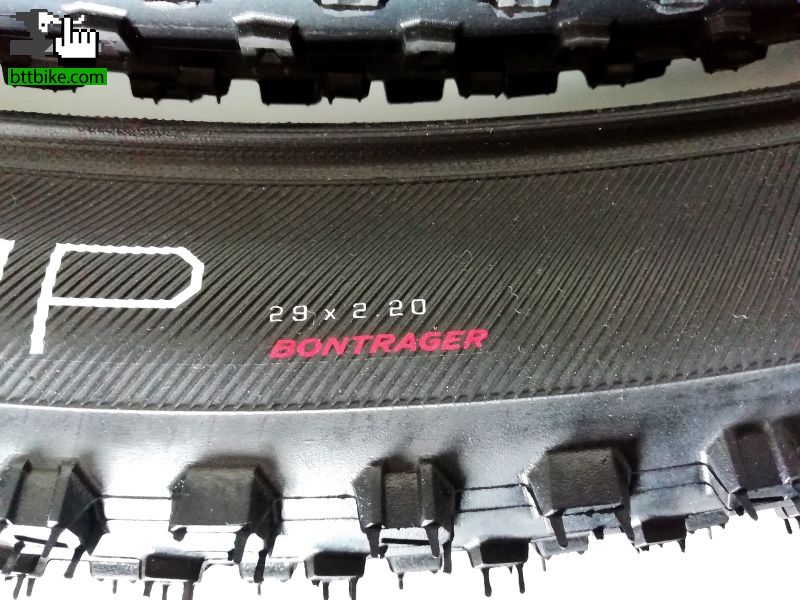 bttbike.com
P
29 x 2.20
BONTRAGER